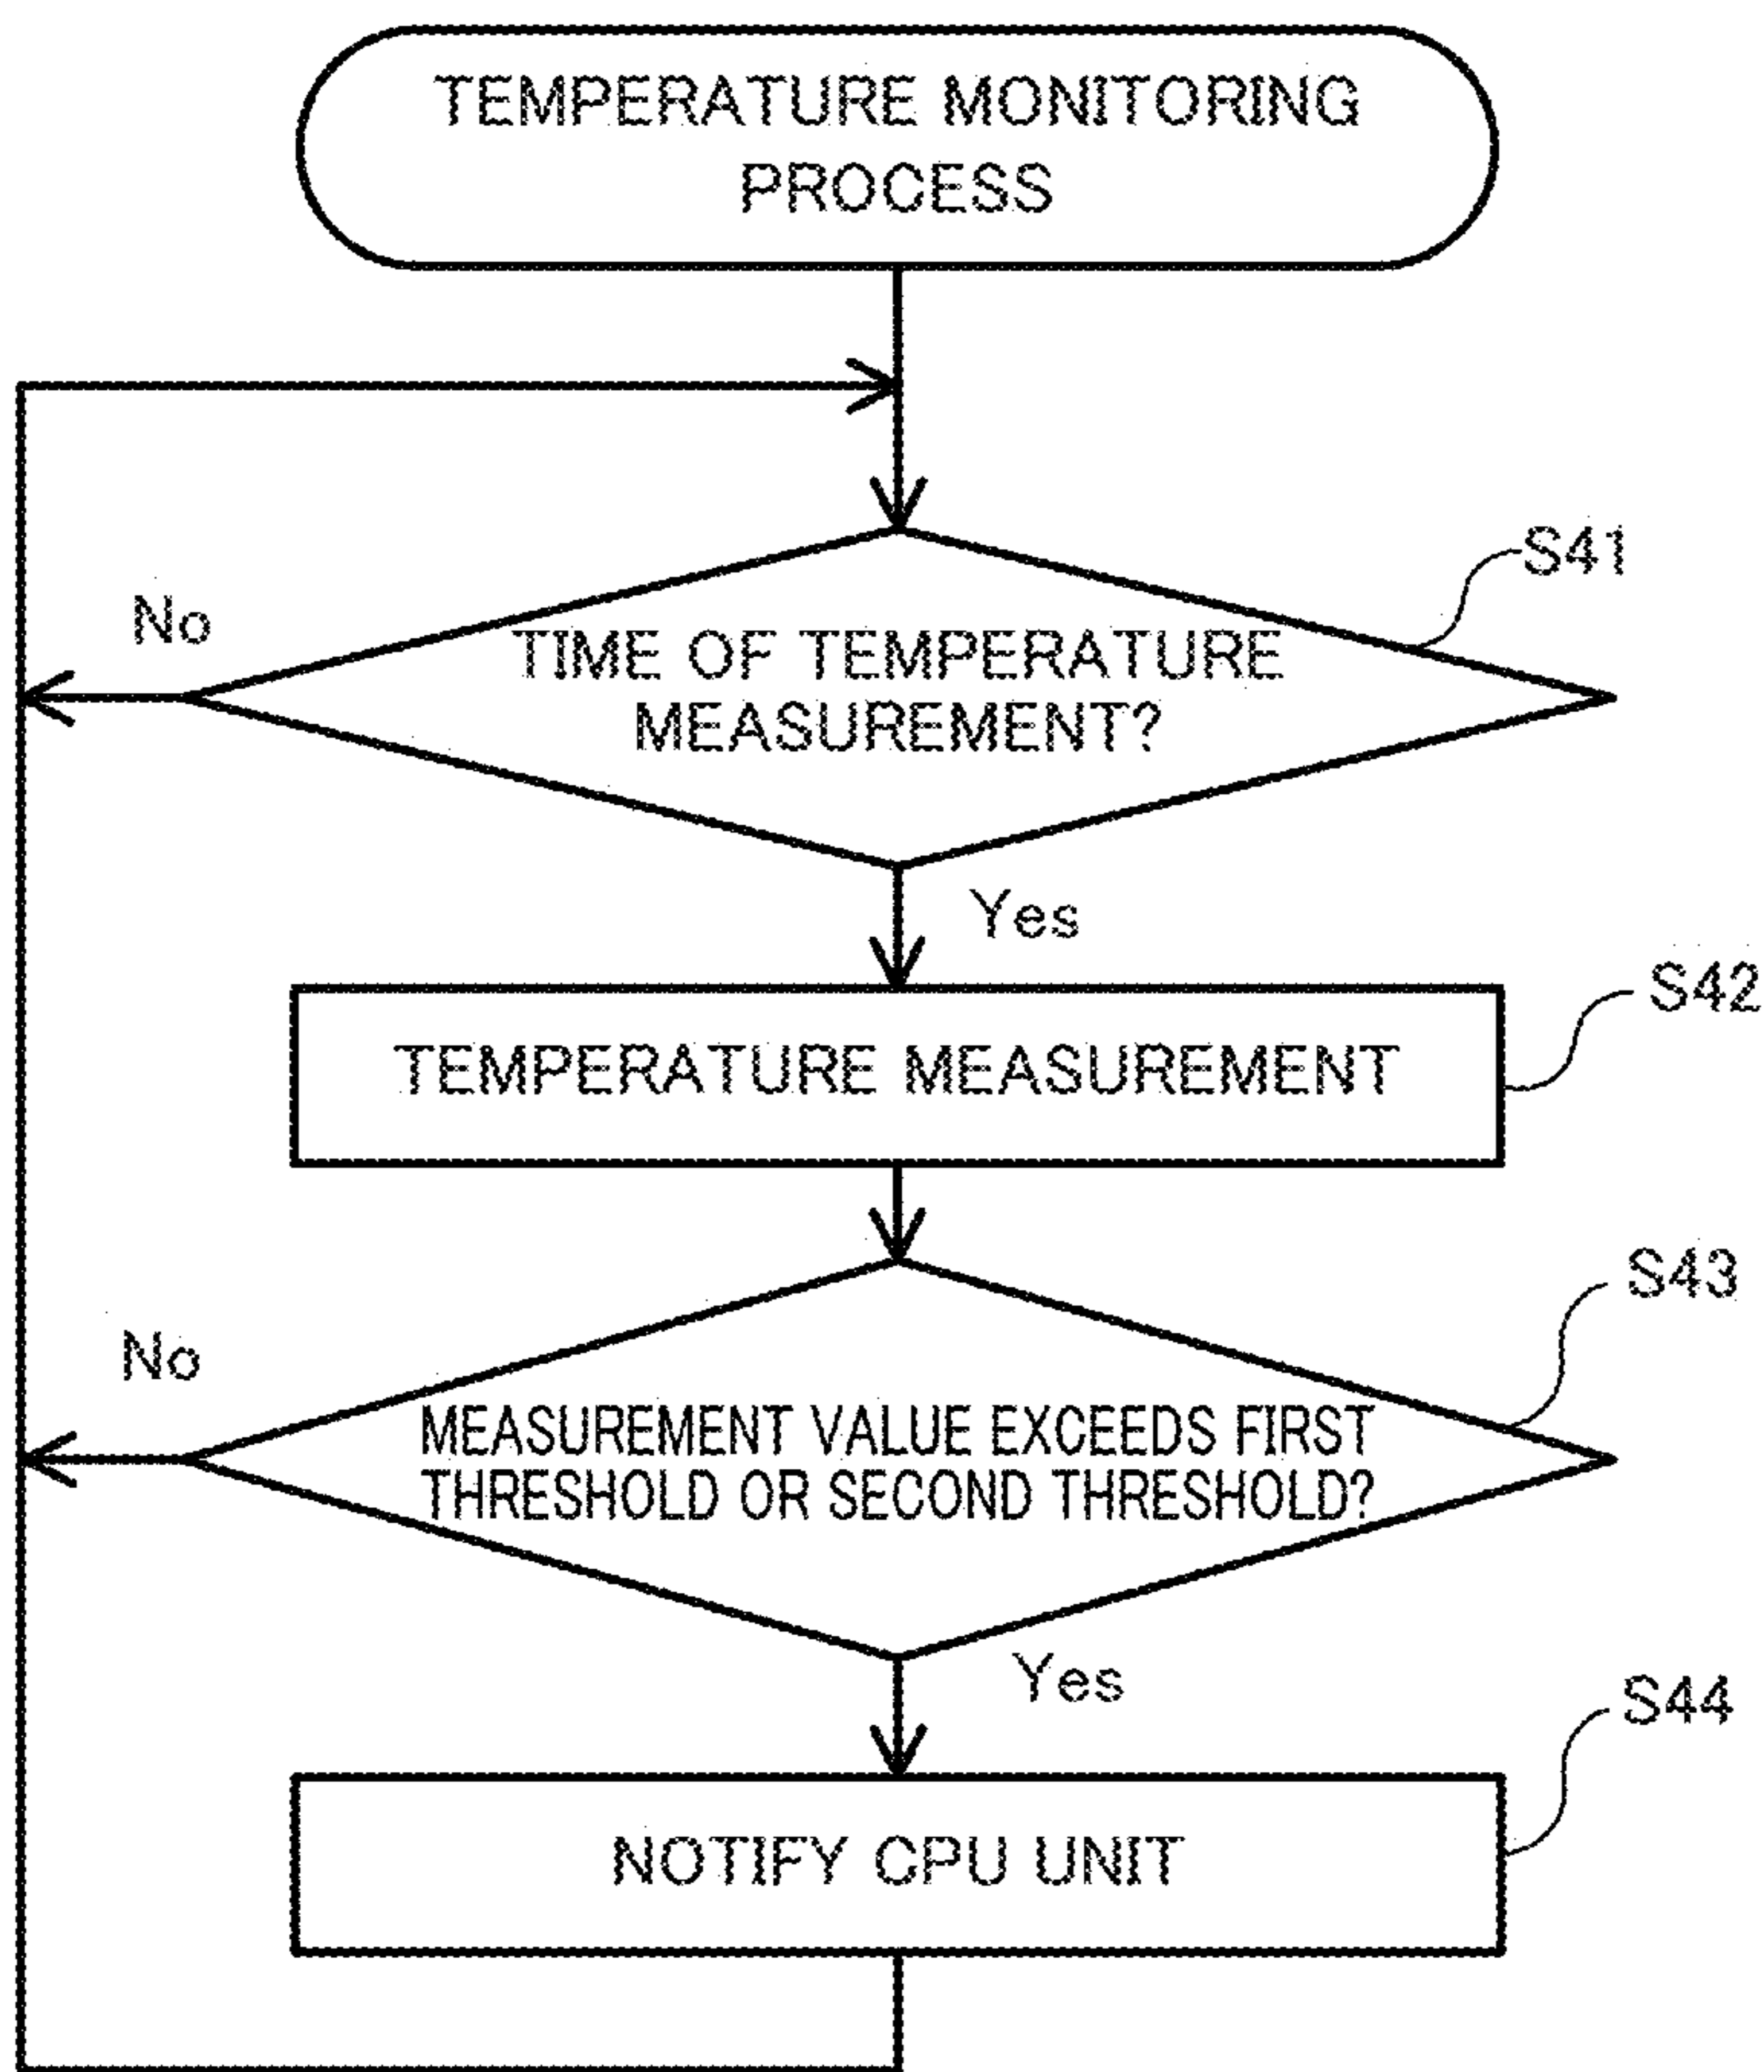 TEMPERATURE MONITORING
PROCESS
S41
No
TIME OF TEMPERATURE
MEASUREMENT?
Yes
S42
TEMPERATURE MEASUREMENT
S43
No
MEASUREMENT VALUE EXCEEDS FIRST
THRESHOLD OR SECOND THRESHOLD?
Yes
S44
NOTIFY CPU UNIT